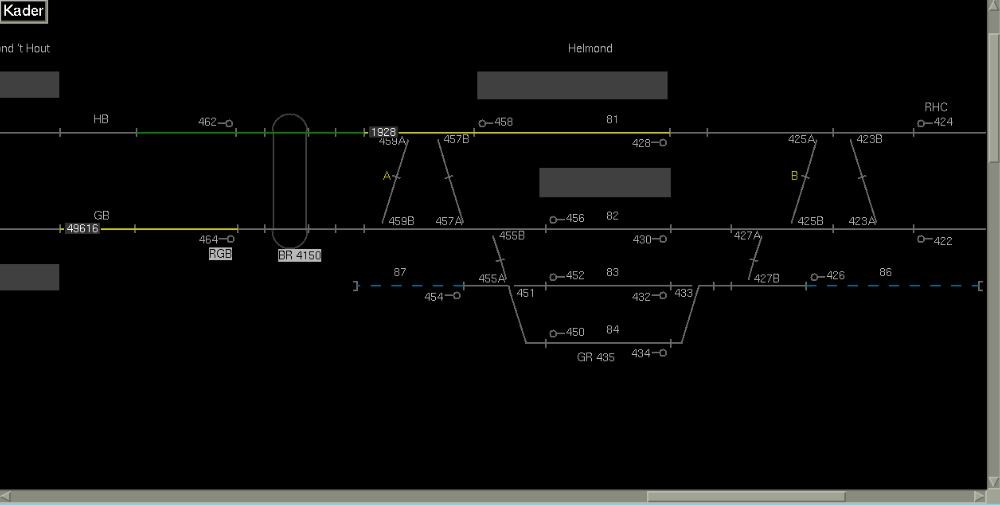 Kader
ond 't Hout
Helmond
RHC
HB
462
1928
458
81
424
459A
457B
428
425A
423B
A
B
GB
459B
457A
456
82
425B
423A
49616
464
455B
430
427A
422
RGB
BR 4150
87
455A
452
83
427B
426
86
454
451
432
433
450
84
GR 435
434